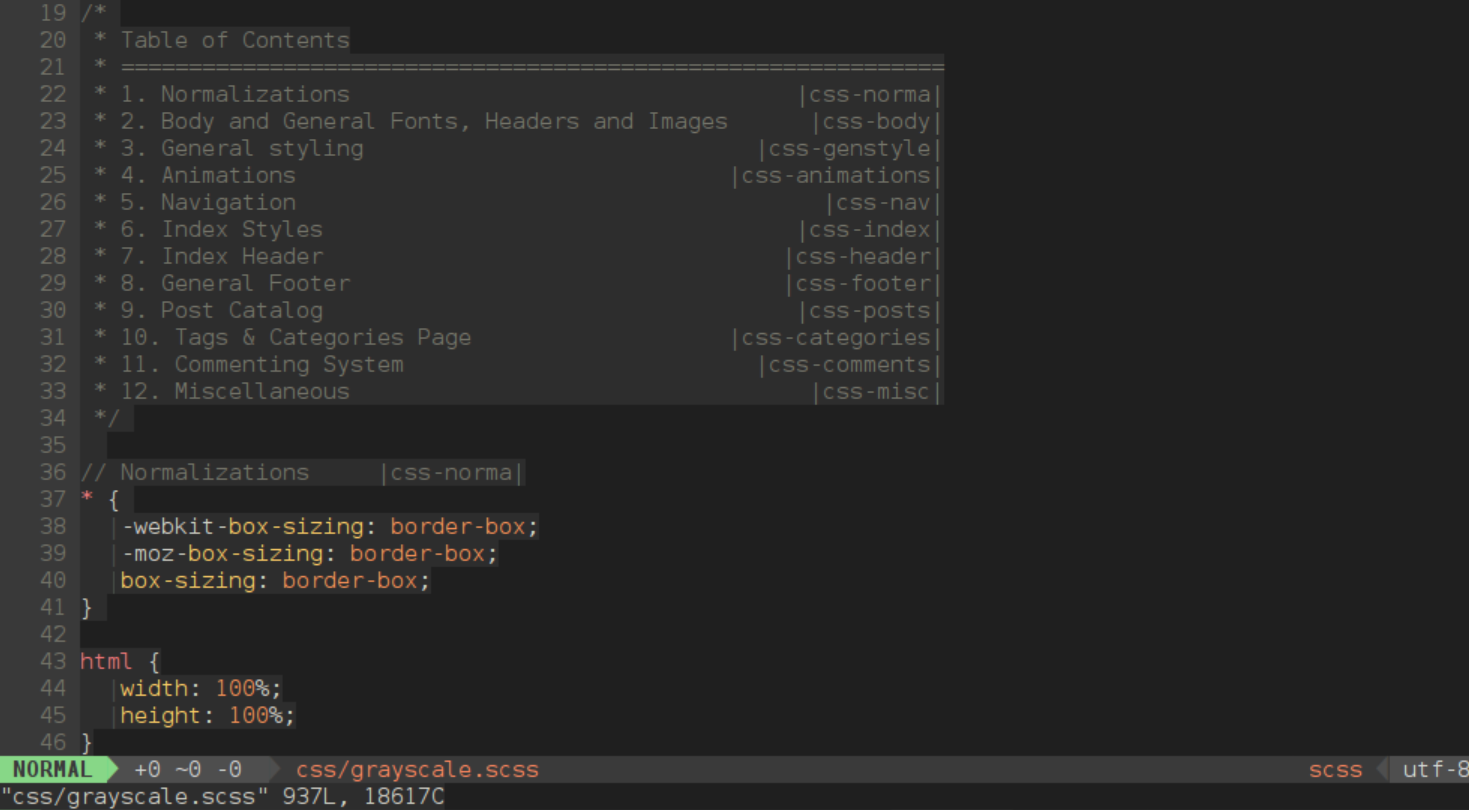 19 /*
20  * Table of Contents
21  * =============================================================
22  * 1. Normalizations                                 |css-norma|
23  * 2. Body and General Fonts, Headers and Images      |css-body|
24  * 3. General styling                             |css-genstyle|
25  * 4. Animations                                |css-animations|
26  * 5. Navigation                                       |css-nav|
27  * 6. Index Styles                                   |css-index|
28  * 7. Index Header                                  |css-header|
29  * 8. General Footer                                |css-footer|
30  * 9. Post Catalog                                   |css-posts|
31  * 10. Tags & Categories Page                   |css-categories|
32  * 11. Commenting System                          |css-comments|
33  * 12. Miscellaneous                                  |css-misc|
34  */
35
36 // Normalizations     |css-norma|
37 * {
38   |-webkit-box-sizing: border-box;
39   |-moz-box-sizing: border-box;
40   |box-sizing: border-box;
41 }
42
43 html {
44   |width: 100%;
45   |height: 100%;
46 }
NORMAL +0 ~0 -0 css/grayscale.scss scss utf-8
"css/grayscale.scss" 937L, 18617C